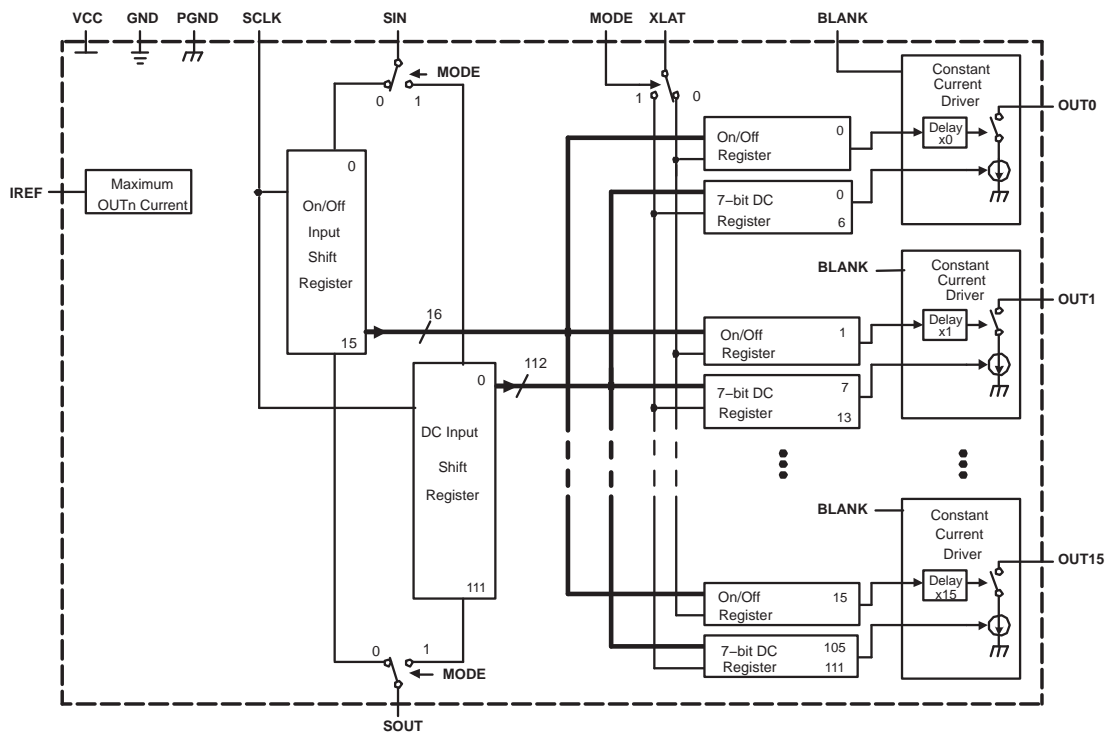 VCC GND PGND SCLK SIN MODE XLAT BLANK
MODE
0 1
1 0
Constant
Current
Driver
OUT0
Delay
x0
On/Off
Register
0
7–bit DC
Register
0
6
IREF
Maximum
OUTn Current
0
On/Off
Input
Shift
Register
15
16
BLANK
Constant
Current
Driver
OUT1
Delay
x1
On/Off
Register
1
7–bit DC
Register
7
13
112
0
DC Input
Shift
Register
111
BLANK
Constant
Current
Driver
OUT15
Delay
x15
On/Off
Register
15
7–bit DC
Register
105
111
0 1
MODE
SOUT